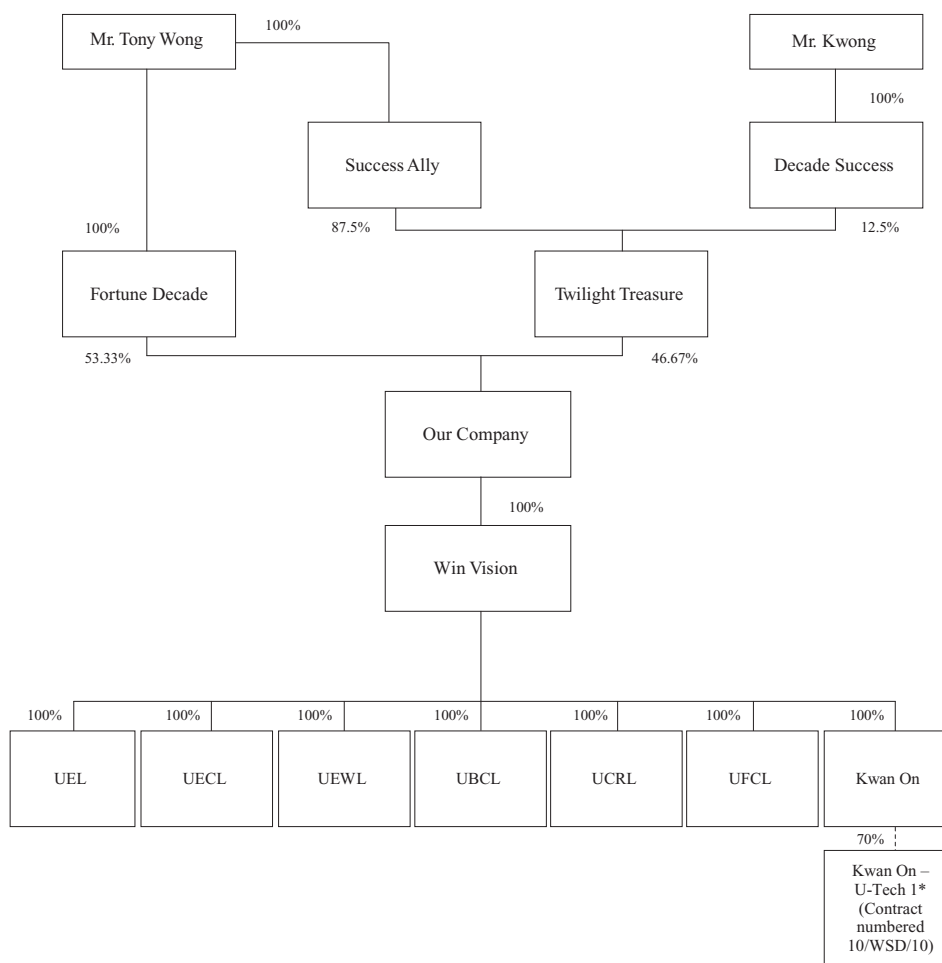 Mr. Tony Wong
100%
Mr. Kwong
100%
Success Ally
Decade Success
100%
87.5%
12.5%
Fortune Decade
Twilight Treasure
53.33%
46.67%
Our Company
100%
Win Vision
100%
100%
100%
100%
100%
100%
100%
UEL
UECL
UEWL
UBCL
UCRL
UFCL
Kwan On
70%
Kwan On –
U-Tech 1*
(Contract
numbered
10/WSD/10)